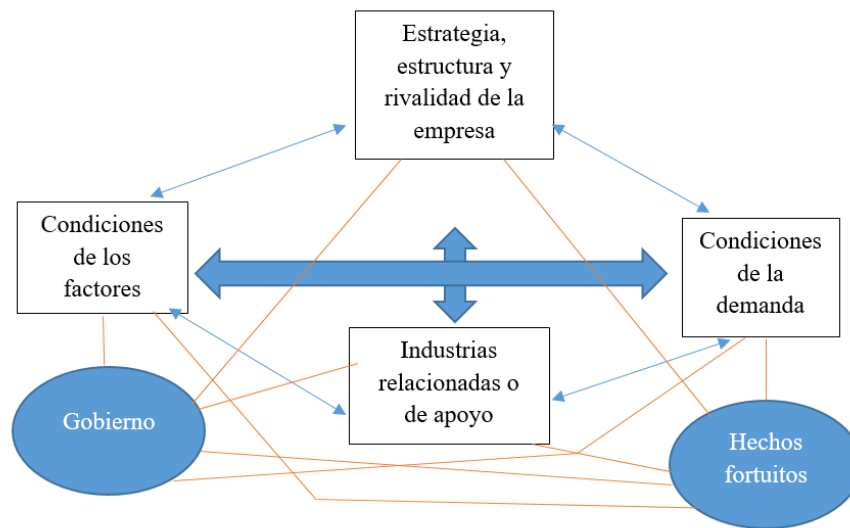 Estrategia,
estructura y
rivalidad de la
empresa
Condiciones
de los
factores
Condiciones
de la
demanda
Industrias
relacionadas o
de apoyo
Gobierno
Hechos
fortuitos